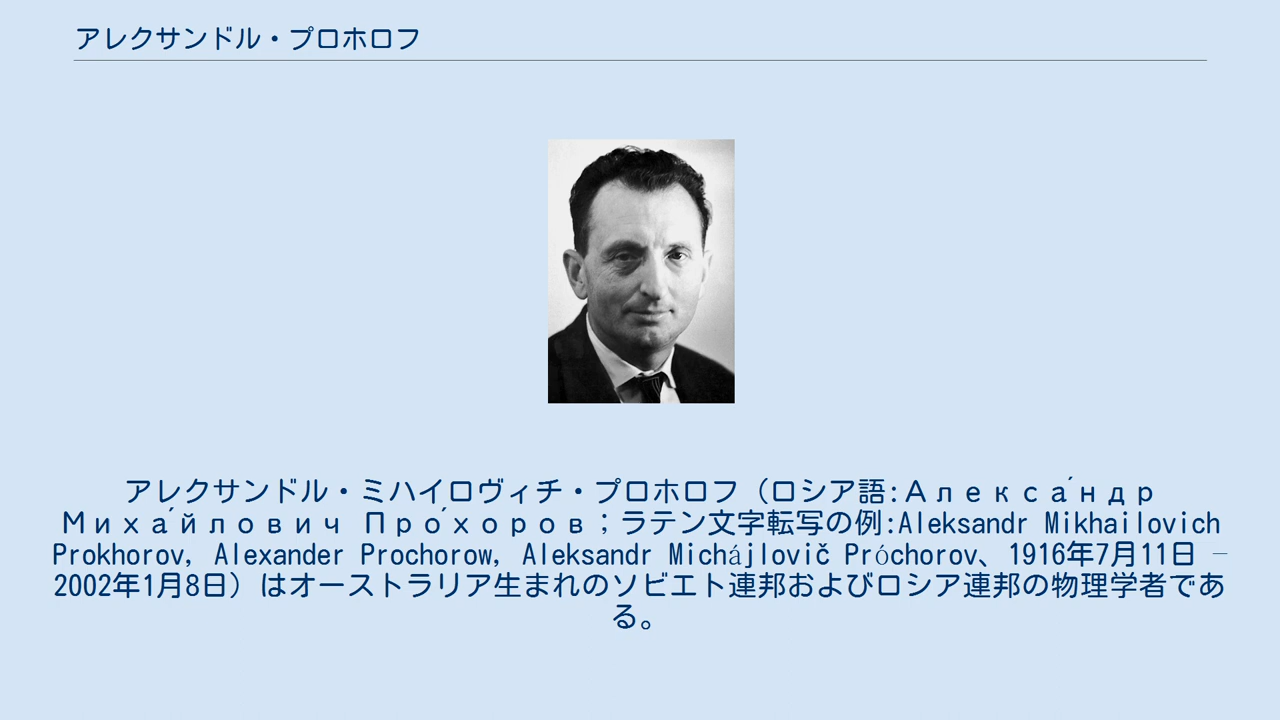 アレクサンドル・プロホロフ
アレクサンドル・ミハイロヴィチ・プロホロフ（ロシア語:Алекса́ндр
Миха́йлович Про́хоров；ラテン文字転写の例:Aleksandr Mikhailovich
Prokhorov, Alexander Prochorow, Aleksandr Michájlovič Próchorov、1916年7月11日 –
2002年1月8日）はオーストラリア生まれのソビエト連邦およびロシア連邦の物理学者であ
る。